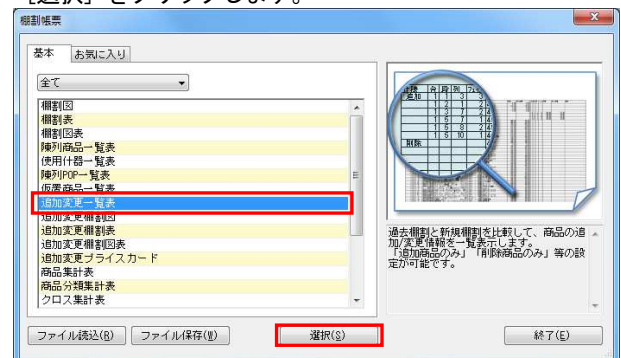 [選択] をクリックします。
棚割帳票
基本
お気に入り
全て
棚割図
棚割表
棚割図表
陳列商品一覧表
使用什器一覧表
陳列POP一覧表
仮置商品一覧表
追加変更一覧表
追加変更棚割図
追加変更棚割表
追加変更棚割図表
追加変更プライスカード
商品集計表
商品分類集計表
クロス集計表
追加
台 段 列
削除
過去棚割と新規棚割を比較して、商品の追
加/変更情報を一覧表示します。
「追加商品のみ」「削除商品のみ」等の設
定が可能です。
ファイル読込(R)
ファイル保存(W)
選択(S)
終了(E)